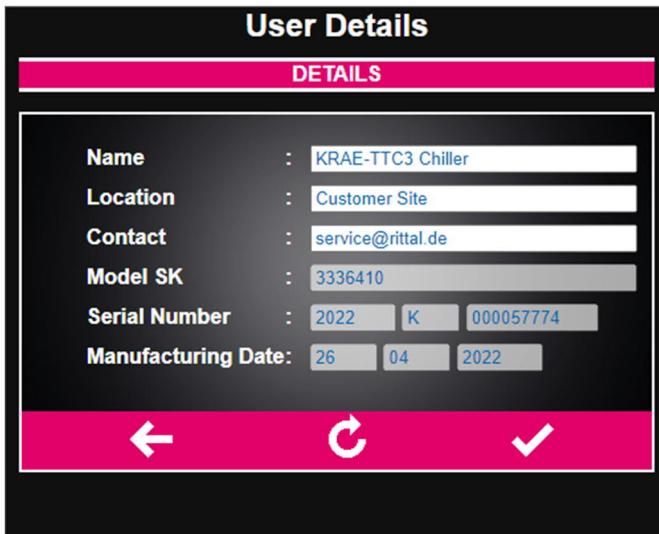 User Details
DETAILS
Name : KRAE-TTC3 Chiller
Location : Customer Site
Contact : service@rittal.de
Model SK : 3336410
Serial Number : 2022 K 000057774
Manufacturing Date: 26 04 2022